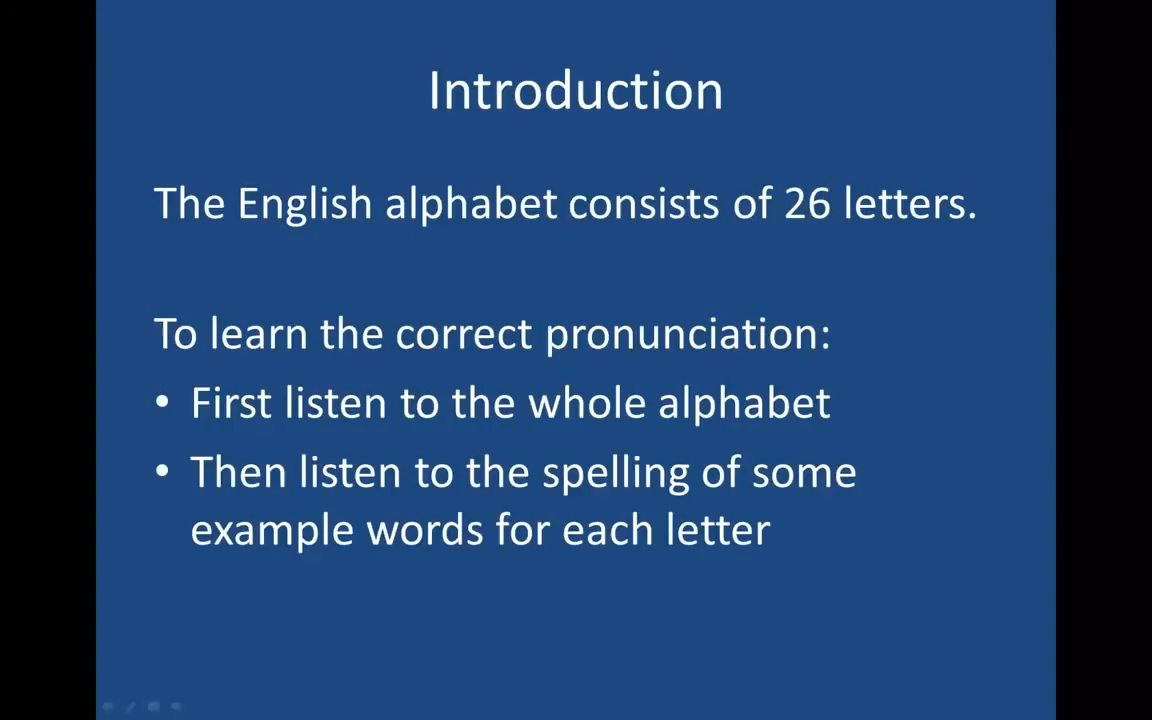 Introduction
The English alphabet consists of 26 letters.
To learn the correct pronunciation:
• First listen to the whole alphabet
• Then listen to the spelling of some
example words for each letter